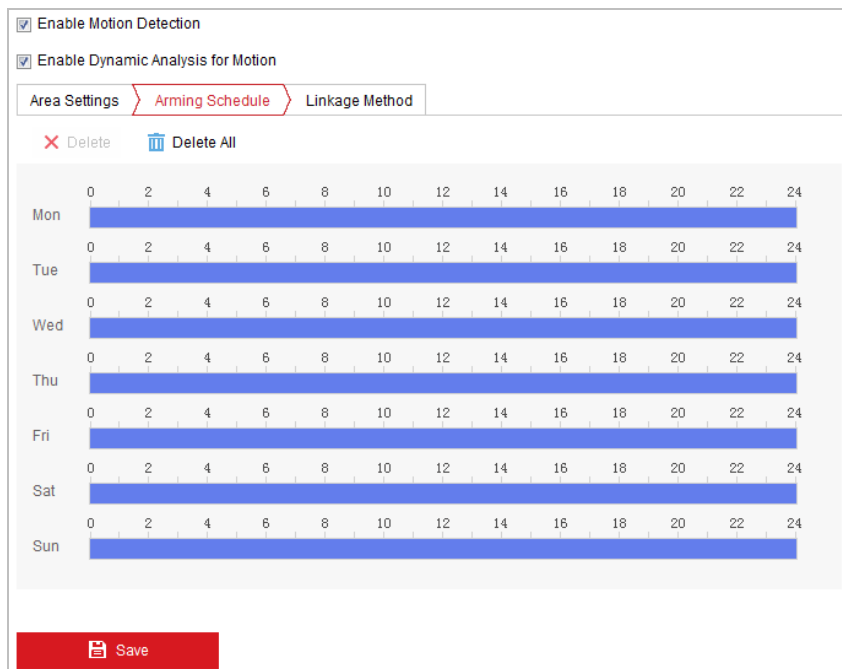 Enable Motion Detection
Enable Dynamic Analysis for Motion
Area Settings Arming Schedule Linkage Method
Delete Delete All
0 2 4 6 8 10 12 14 16 18 20 22 24
Mon
0 2 4 6 8 10 12 14 16 18 20 22 24
Tue
0 2 4 6 8 10 12 14 16 18 20 22 24
Wed
0 2 4 6 8 10 12 14 16 18 20 22 24
Thu
0 2 4 6 8 10 12 14 16 18 20 22 24
Fri
0 2 4 6 8 10 12 14 16 18 20 22 24
Sat
0 2 4 6 8 10 12 14 16 18 20 22 24
Sun
Save